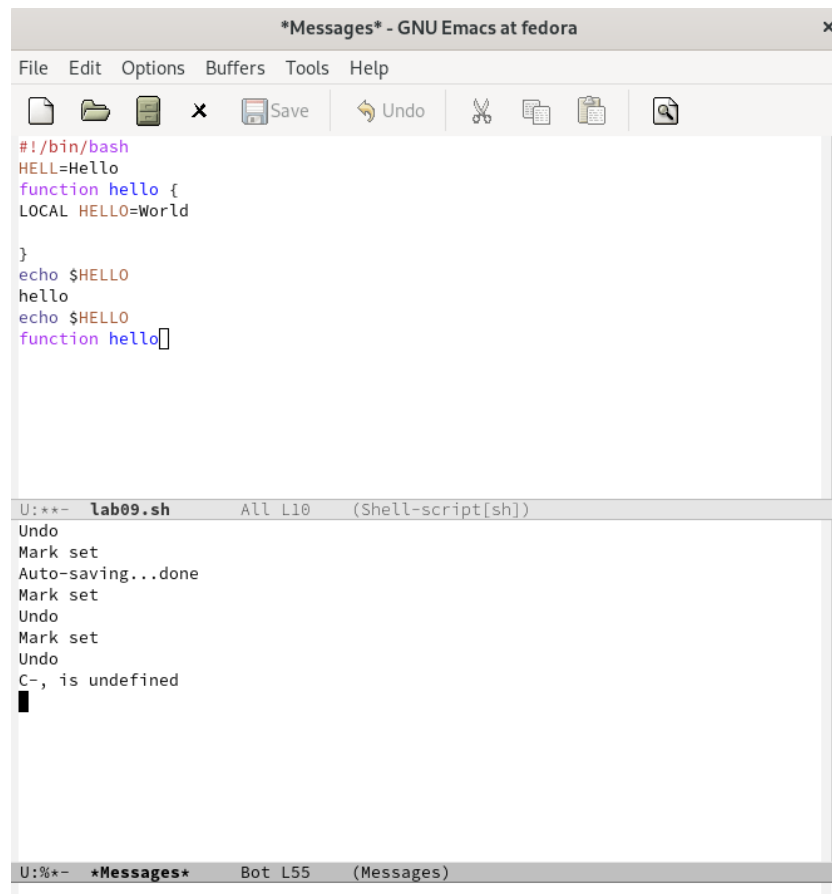 *Messages* - GNU Emacs at fedora
File Edit Options Buffers Tools Help
Save Undo
#!/bin/bash
HELL=Hello
function hello {
LOCAL HELLO=World
}
echo $HELLO
hello
echo $HELLO
function hello
U:**- lab09.sh All L10 (Shell-script[sh])
Undo
Mark set
Auto-saving...done
Mark set
Undo
Mark set
Undo
C-, is undefined
U:%*- *Messages* Bot L55 (Messages)